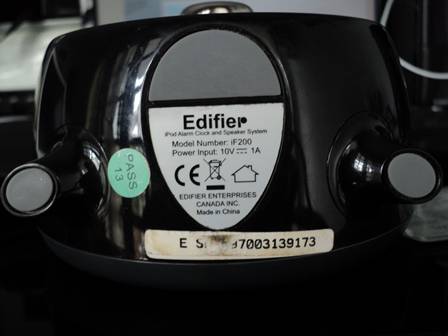 Edifier
iPod Alarm Clock and Speaker System
Model Number: iF200
Power Input: 10V⎓1A
CE
EDIFIER ENTERPRISES
CANADA INC.
Made in China
PASS
13
E 97003139173